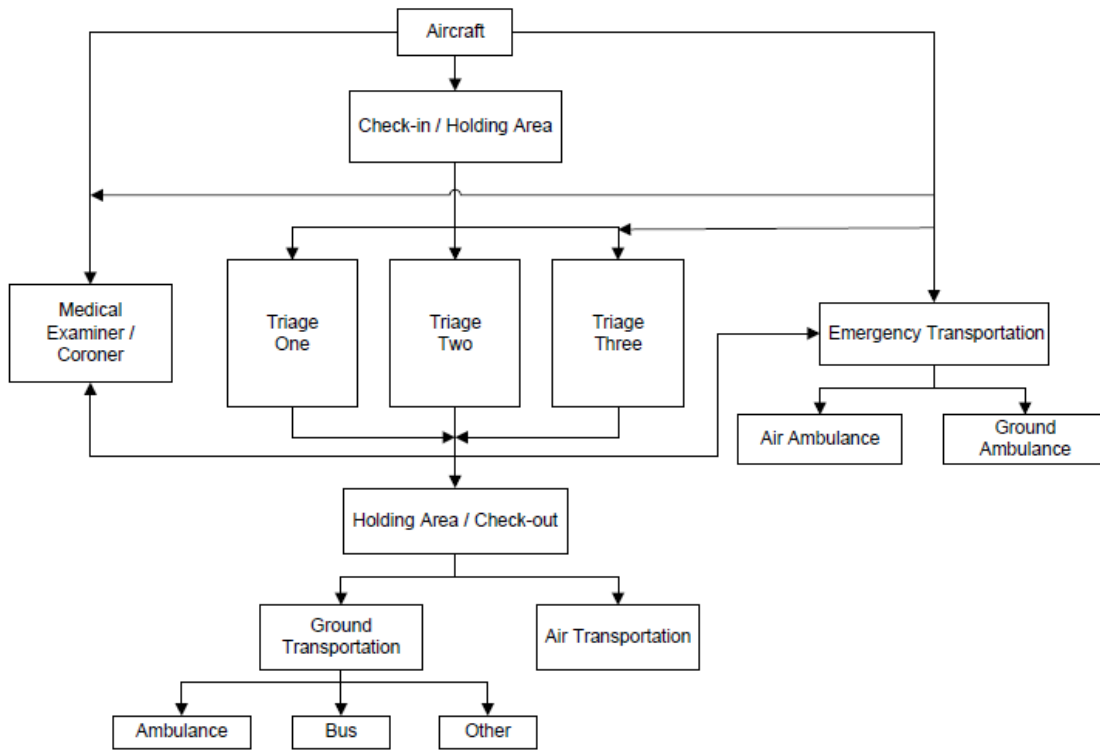 Aircraft
Check-in / Holding Area
Medical
Examiner /
Coroner
Triage
One
Triage
Two
Triage
Three
Emergency Transportation
Air Ambulance
Ground
Ambulance
Holding Area / Check-out
Ground
Transportation
Air Transportation
Ambulance
Bus
Other